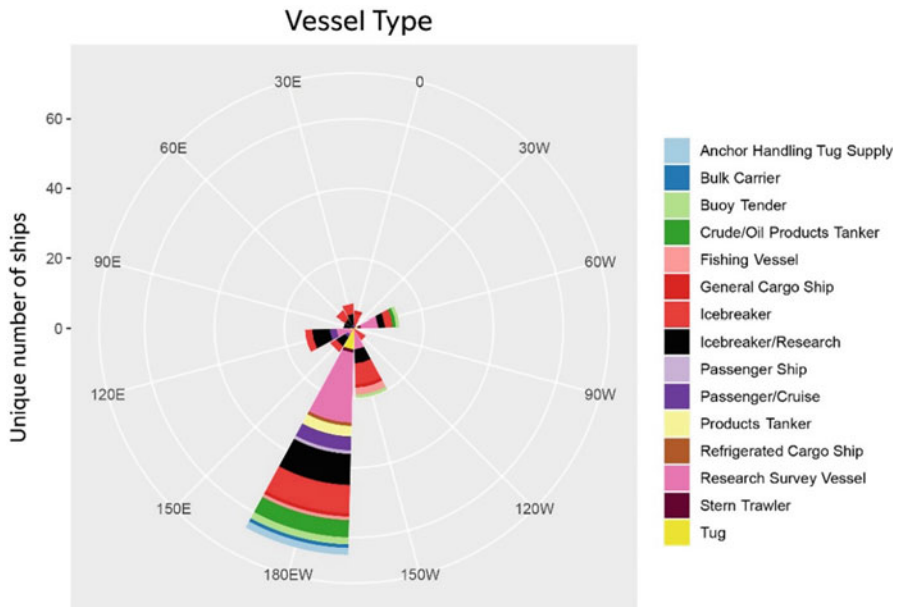 Vessel Type
30E
0
60
60E
30W
40
20
90E
60W
0
120E
90W
150E
120W
180EW
150W
Unique number of ships
Anchor Handling Tug Supply
Bulk Carrier
Buoy Tender
Crude/Oil Products Tanker
Fishing Vessel
General Cargo Ship
Icebreaker
Icebreaker/Research
Passenger Ship
Passenger/Cruise
Products Tanker
Refrigerated Cargo Ship
Research Survey Vessel
Stern Trawler
Tug